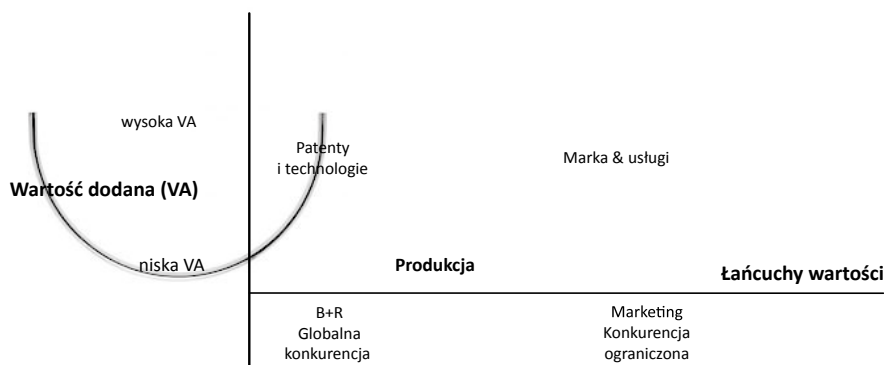 wysoka VA
Patenty
i technologie
Marka & usługi
Wartość dodana (VA)
niska VA
Produkcja
Łańcuchy wartości
B+R
Globalna
konkurencja
Marketing
Konkurencja
ograniczona